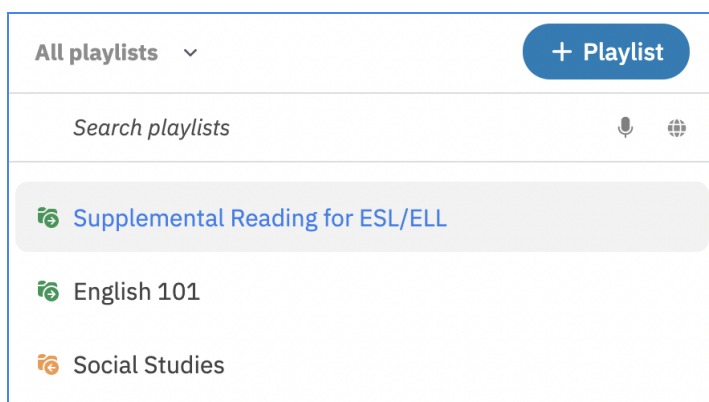 All playlists
+ Playlist
Search playlists
Supplemental Reading for ESL/ELL
English 101
Social Studies